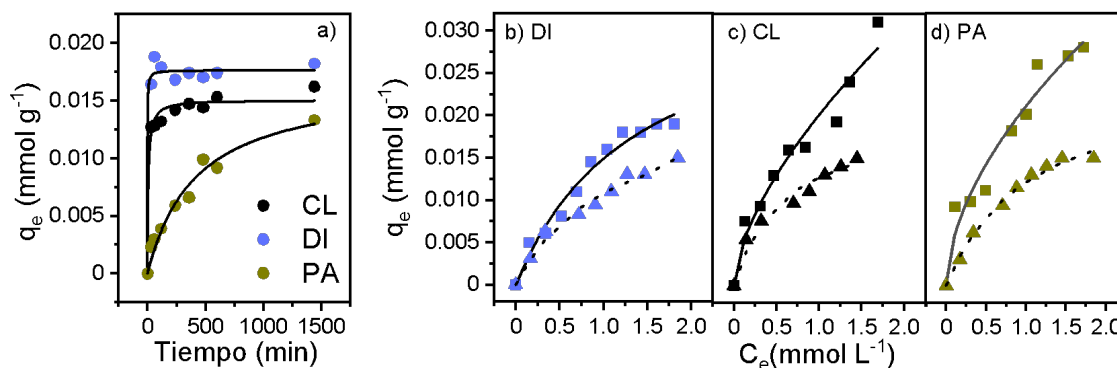 a)
q_e (mmol g⁻¹)
0.020
0.015
0.010
0.005
0
CL
DI
PA
0 500 1000 1500
Tiempo (min)
b) DI
c) CL
d) PA
q_e (mmol g⁻¹)
0.030
0.025
0.020
0.015
0.010
0.005
0.000
0 0.5 1.0 1.5 2.0
0 0.5 1.0 1.5 2.0
0 0.5 1.0 1.5 2.0
C_e(mmol L⁻¹)